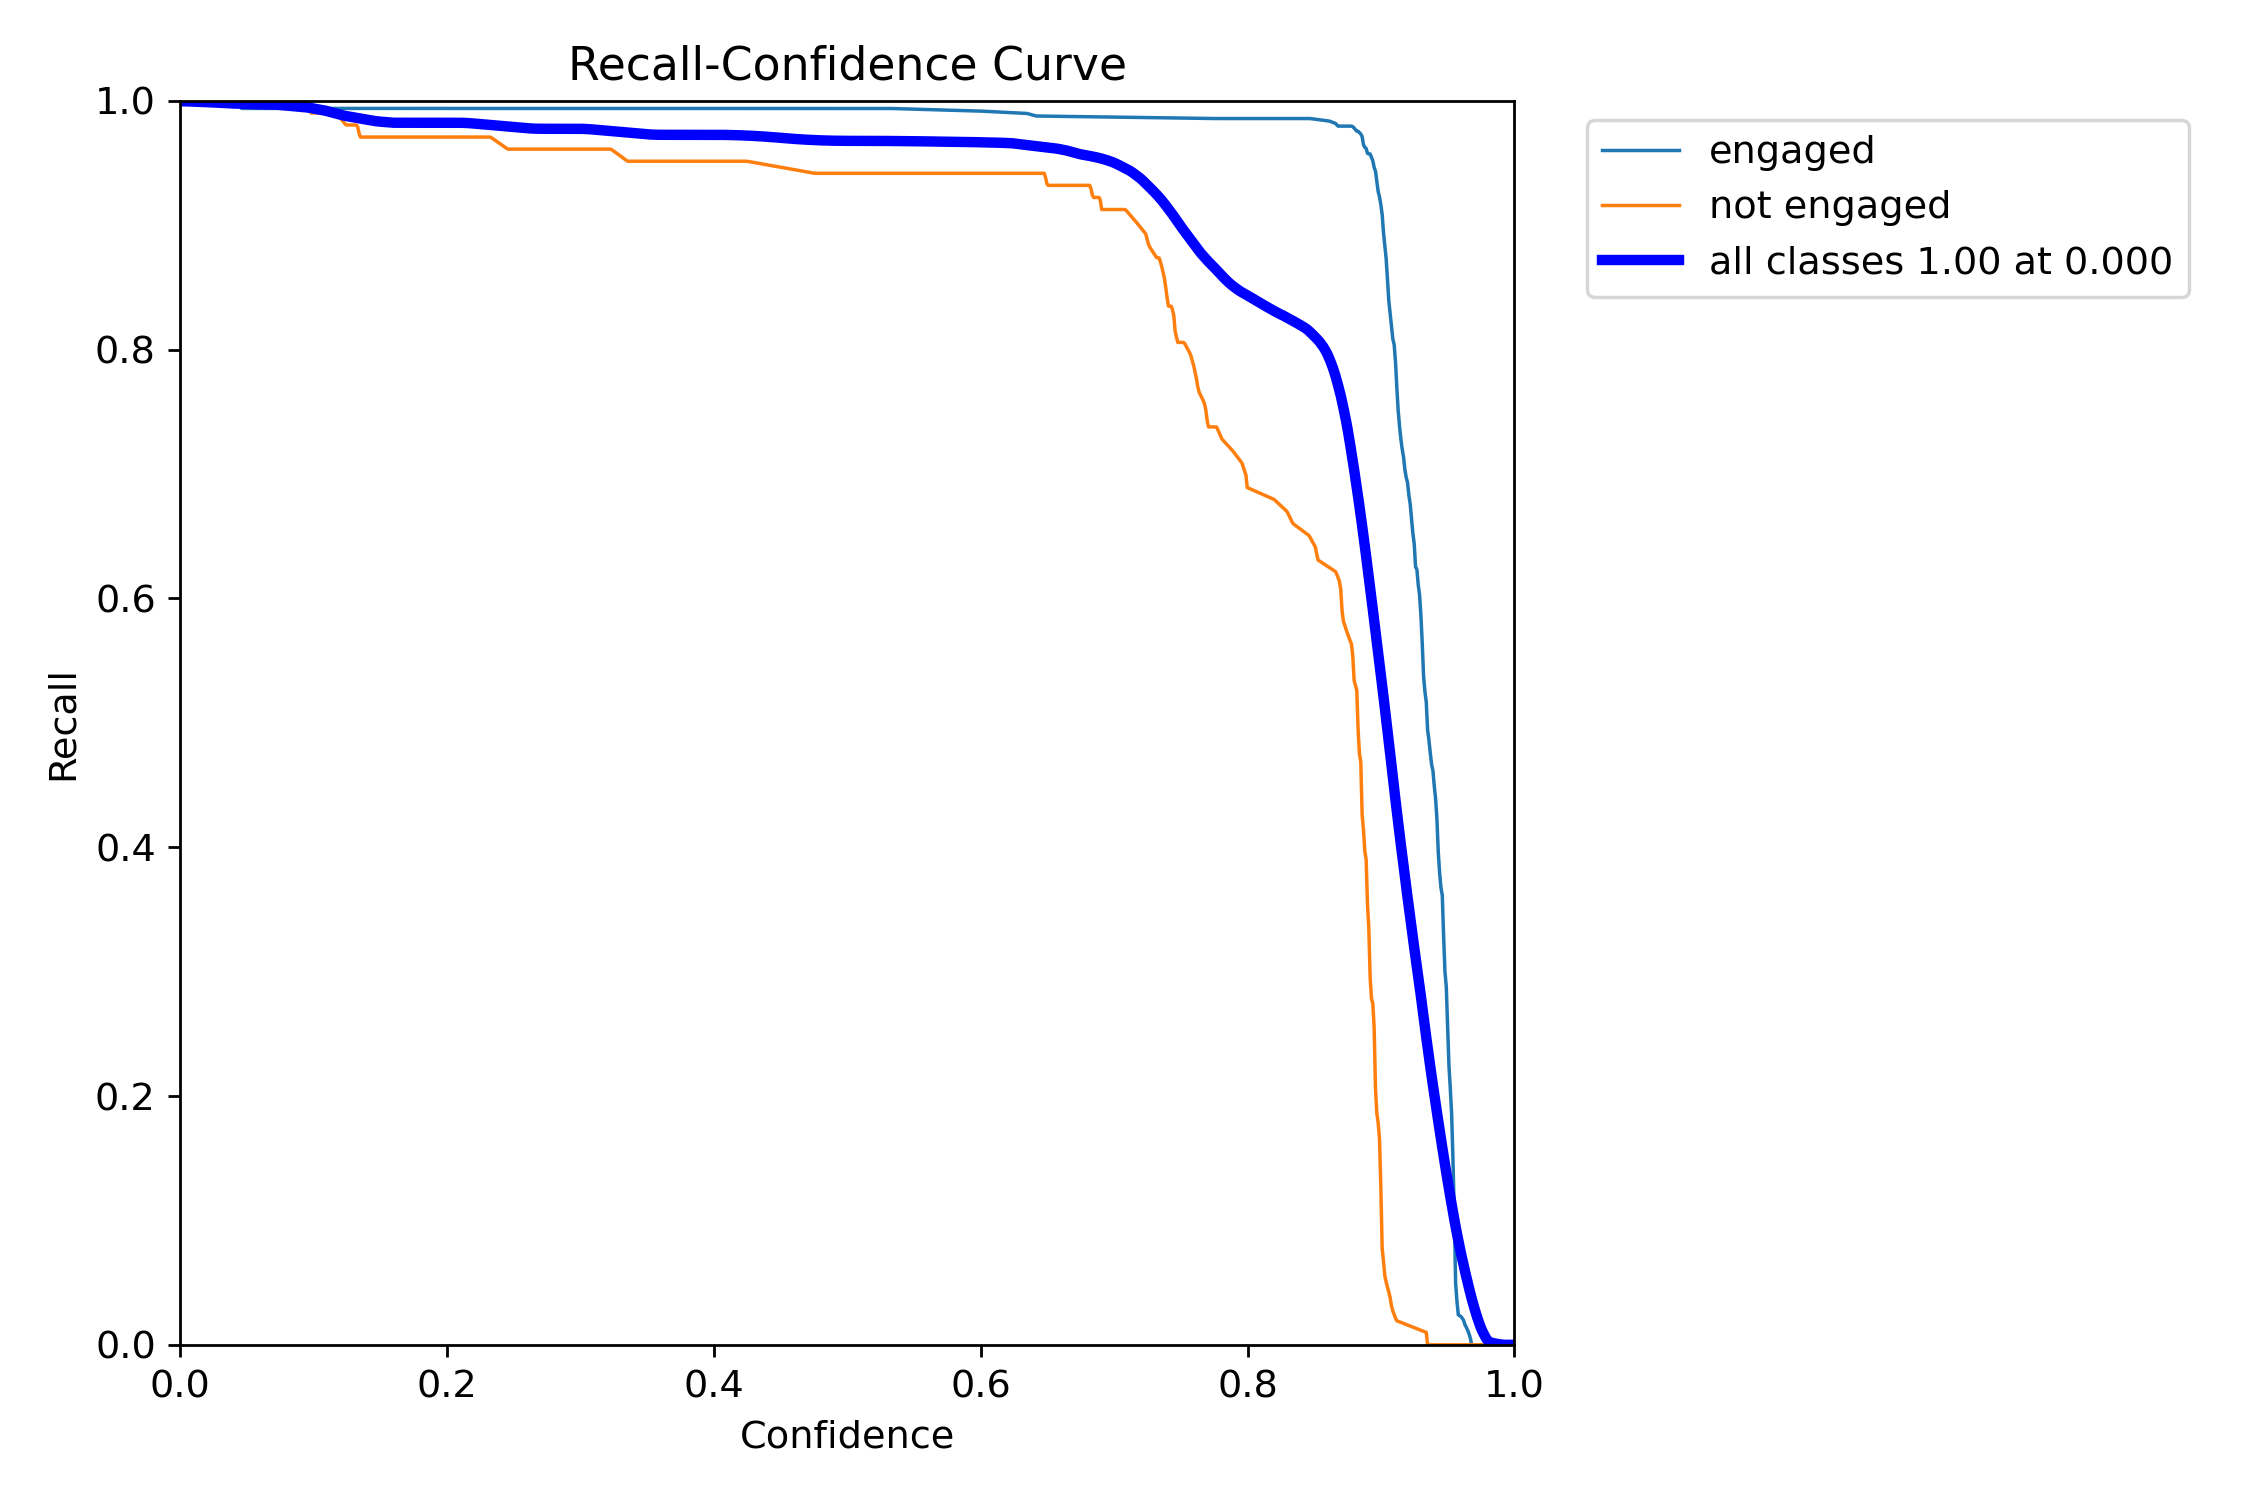 Recall-Confidence Curve
1.0
0.8
0.6
0.4
0.2
0.0
Recall
0.0 0.2 0.4 0.6 0.8 1.0
Confidence
engaged
not engaged
all classes 1.00 at 0.000